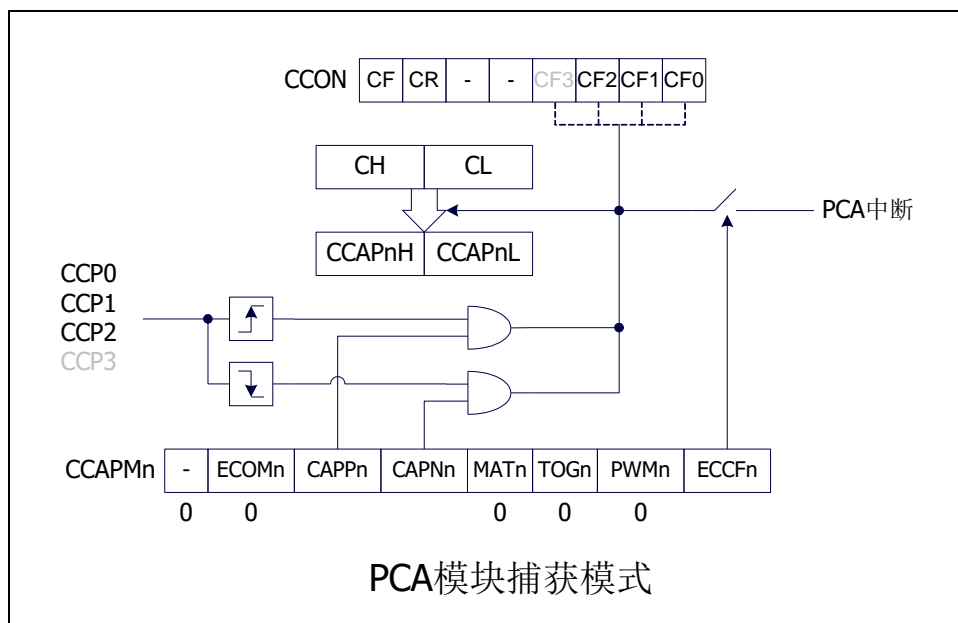 CCON CF CR - - CF3 CF2 CF1 CF0
CH CL
PCA中断
CCAPnH CCAPnL
CCP0
CCP1
CCP2
CCP3
CCAPMn - ECOMn CAPPn CAPNn MATn TOGn PWMn ECCFn
0 0 0 0 0
PCA模块捕获模式